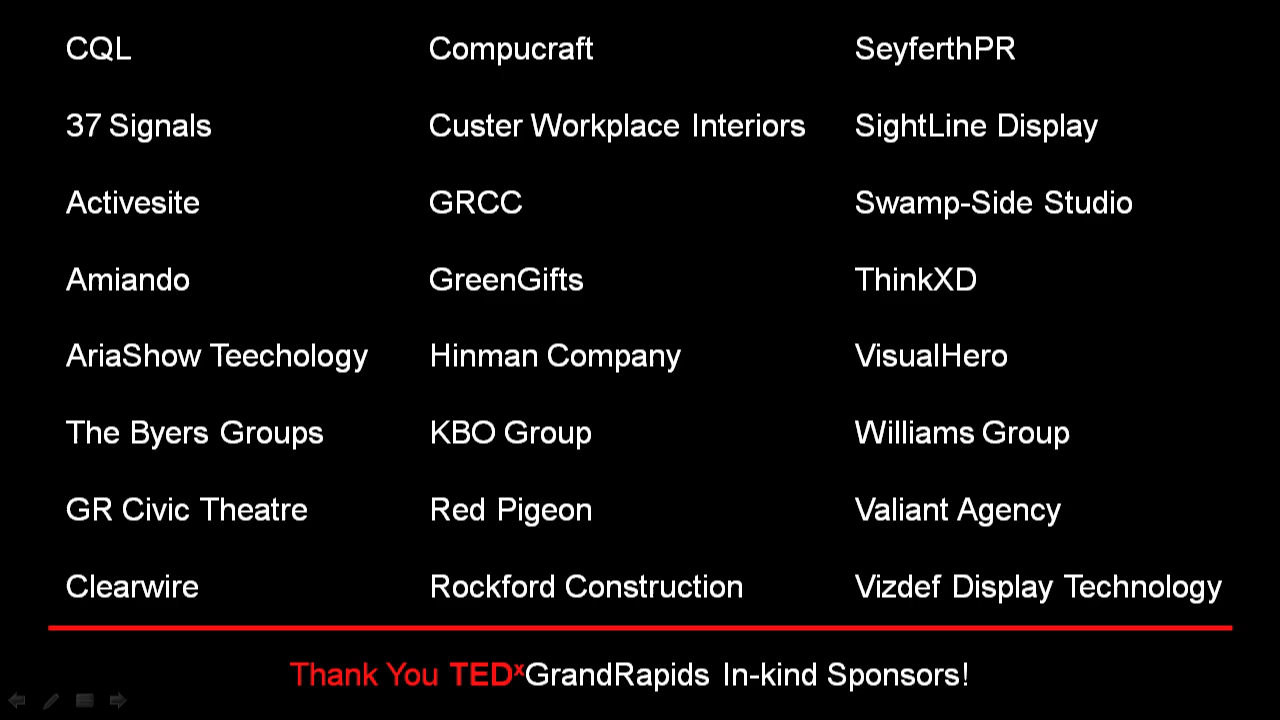 CQL
37 Signals
Activesite
Amiando
AriaShow Teechology
The Byers Groups
GR Civic Theatre
Clearwire
Compucraft
Custer Workplace Interiors
GRCC
GreenGifts
Hinman Company
KBO Group
Red Pigeon
Rockford Construction
SeyferthPR
SightLine Display
Swamp-Side Studio
ThinkXD
VisualHero
Williams Group
Valiant Agency
Vizdef Display Technology
Thank You TEDxGrandRapids In-kind Sponsors!